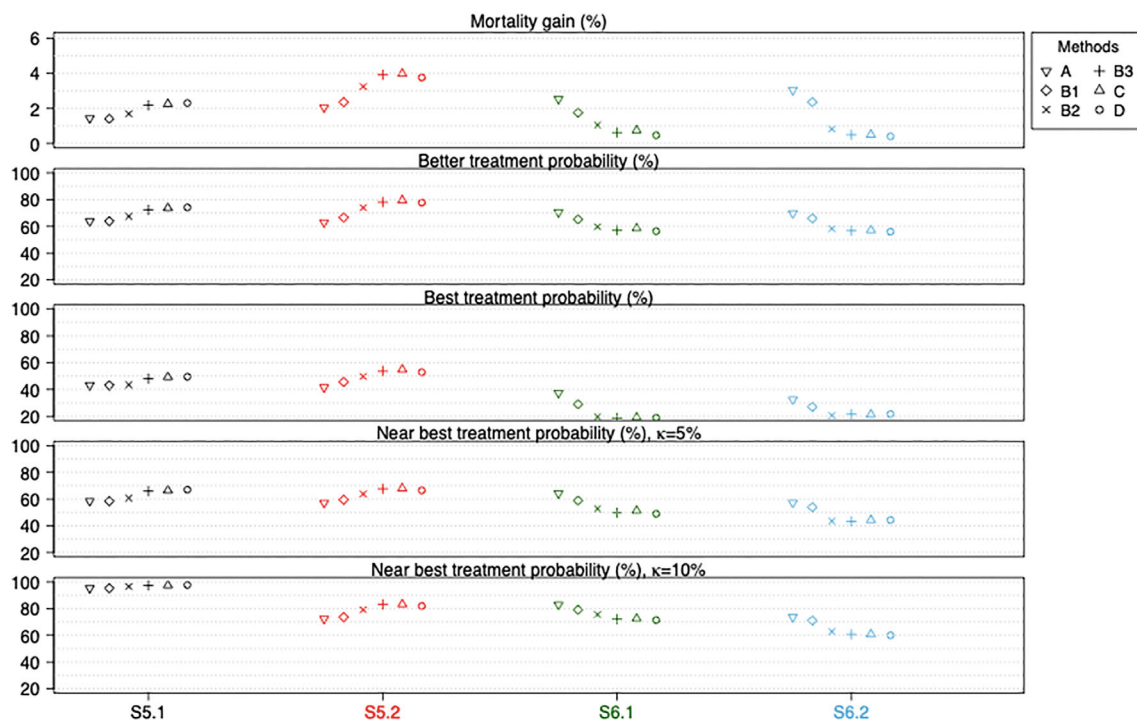 Mortality gain (%)
6
4
2
0
Methods
A
B3
B1
C
B2
D
Better treatment probability (%)
100
80
60
40
20
Best treatment probability (%)
100
80
60
40
20
Near best treatment probability (%), κ=5%
100
80
60
40
20
Near best treatment probability (%), κ=10%
100
80
60
40
20
S5.1 S5.2 S6.1 S6.2